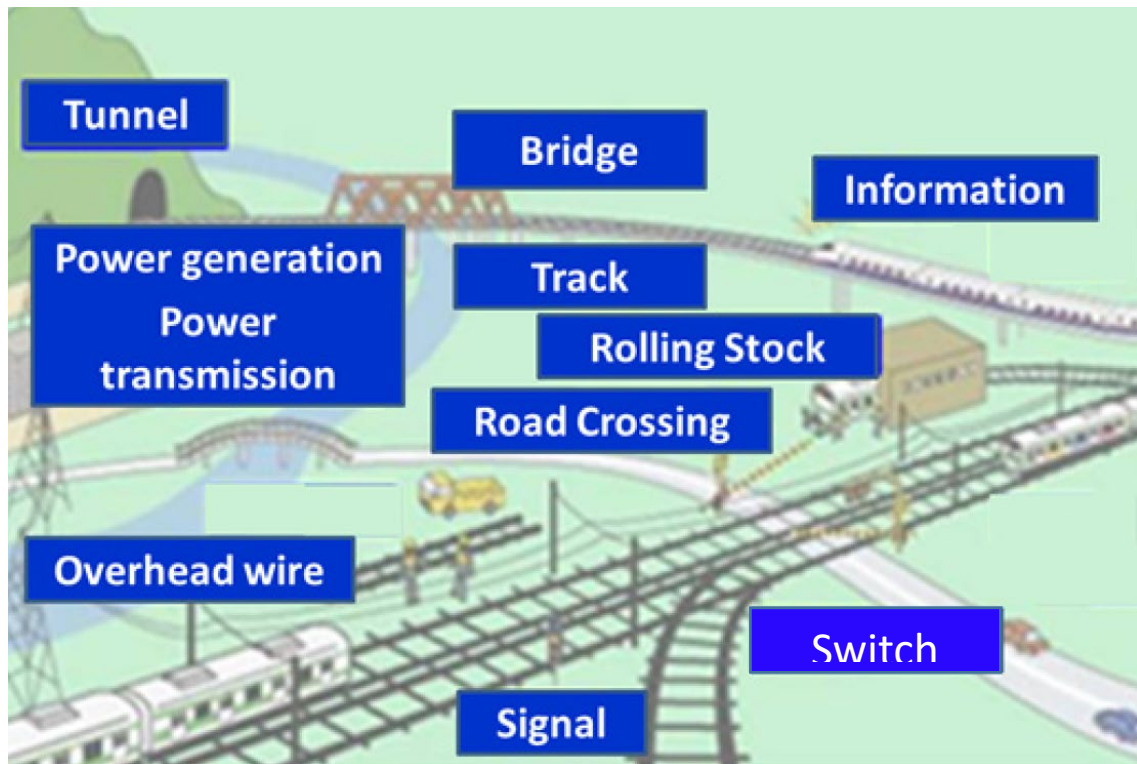 Tunnel
Bridge
Information
Power generation
Power
transmission
Track
Rolling Stock
Road Crossing
Overhead wire
Switch
Signal